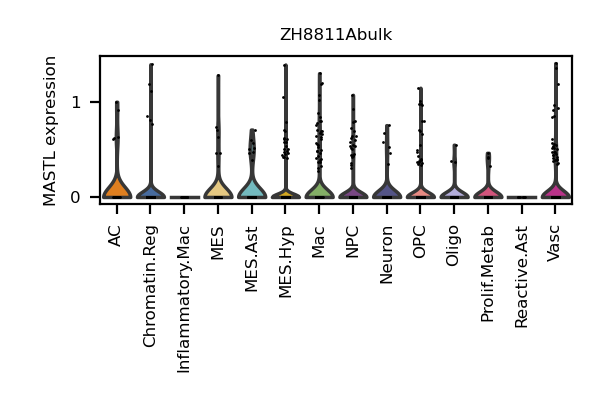 ZH8811Abulk
MASTL expression
1
0
AC
Chromatin.Reg
Inflammatory.Mac
MES
MES.Ast
MES.Hyp
Mac
NPC
Neuron
OPC
Oligo
Prolif.Metab
Reactive.Ast
Vasc